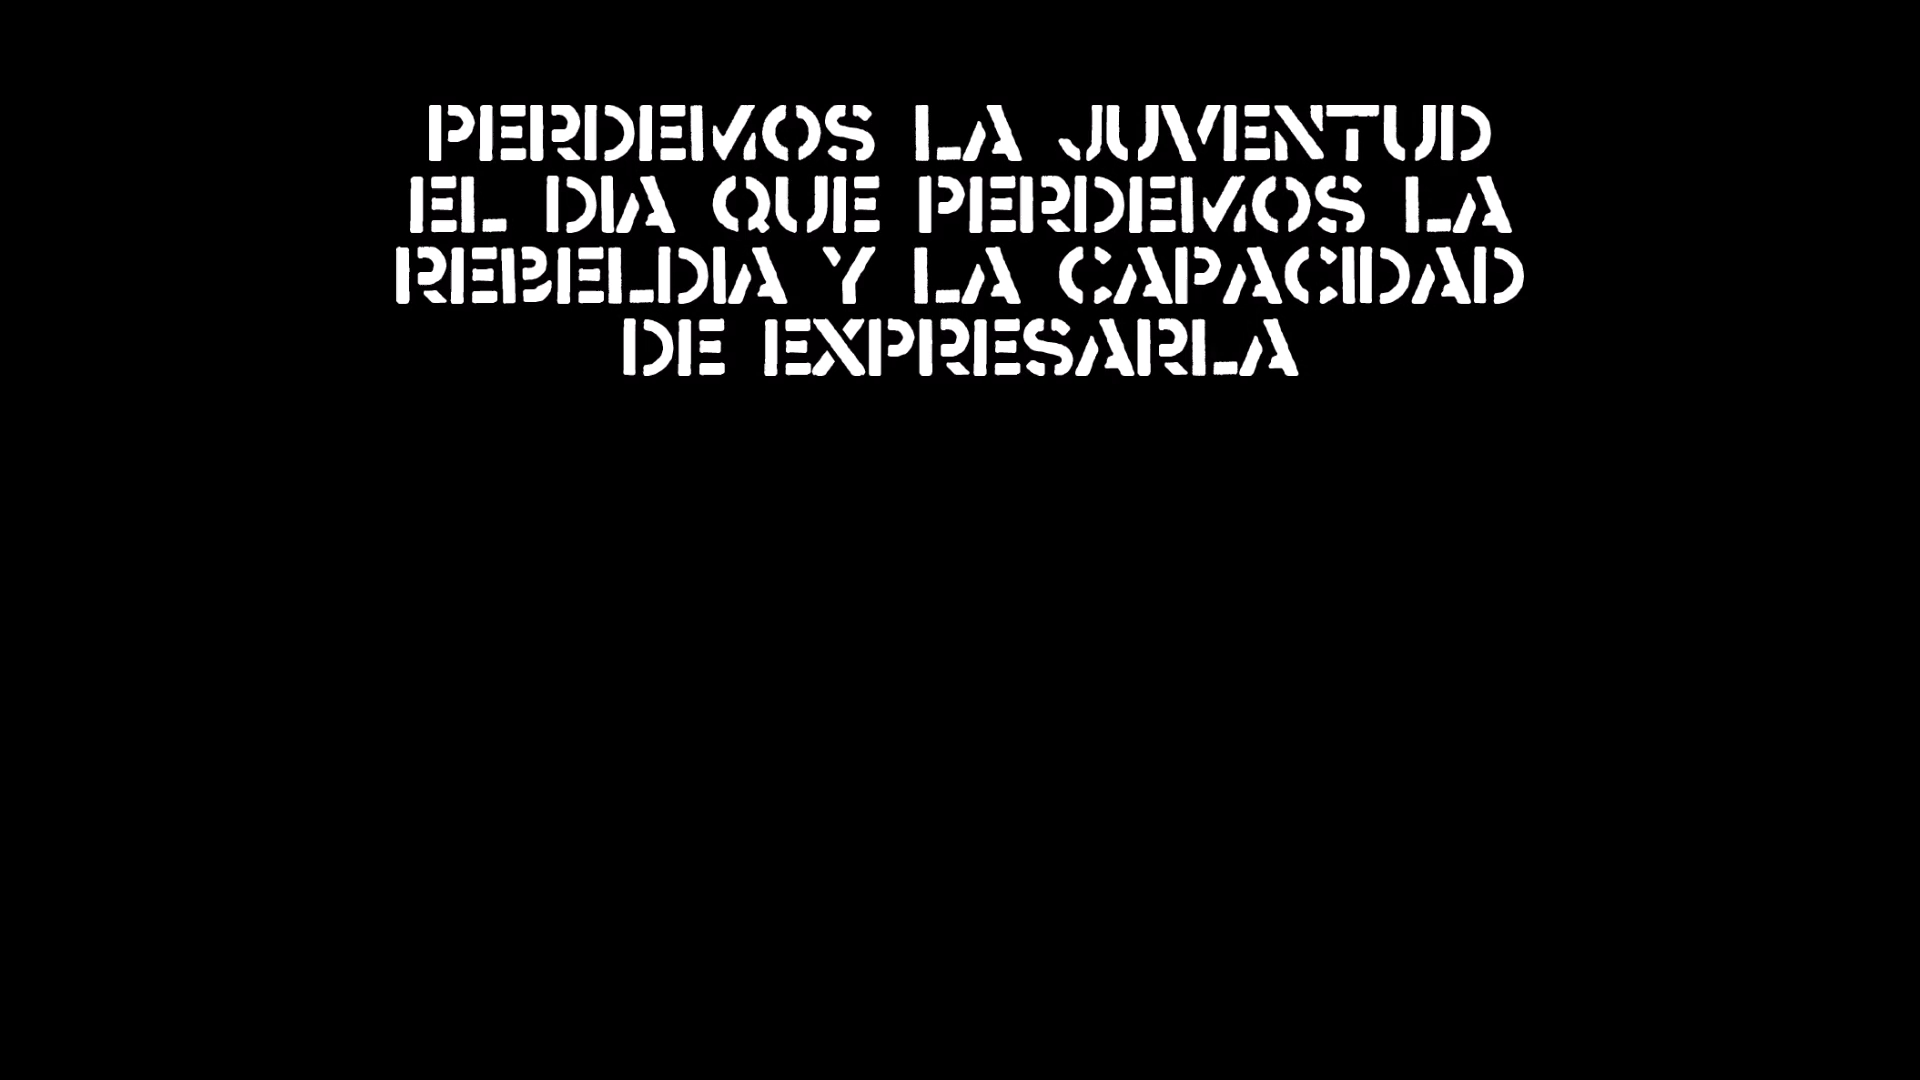 PERDEMOS LA JUVENTUD
EL DIA QUE PERDEMOS LA
REBELDIA Y LA CAPACIDAD
DE EXPRESARLA